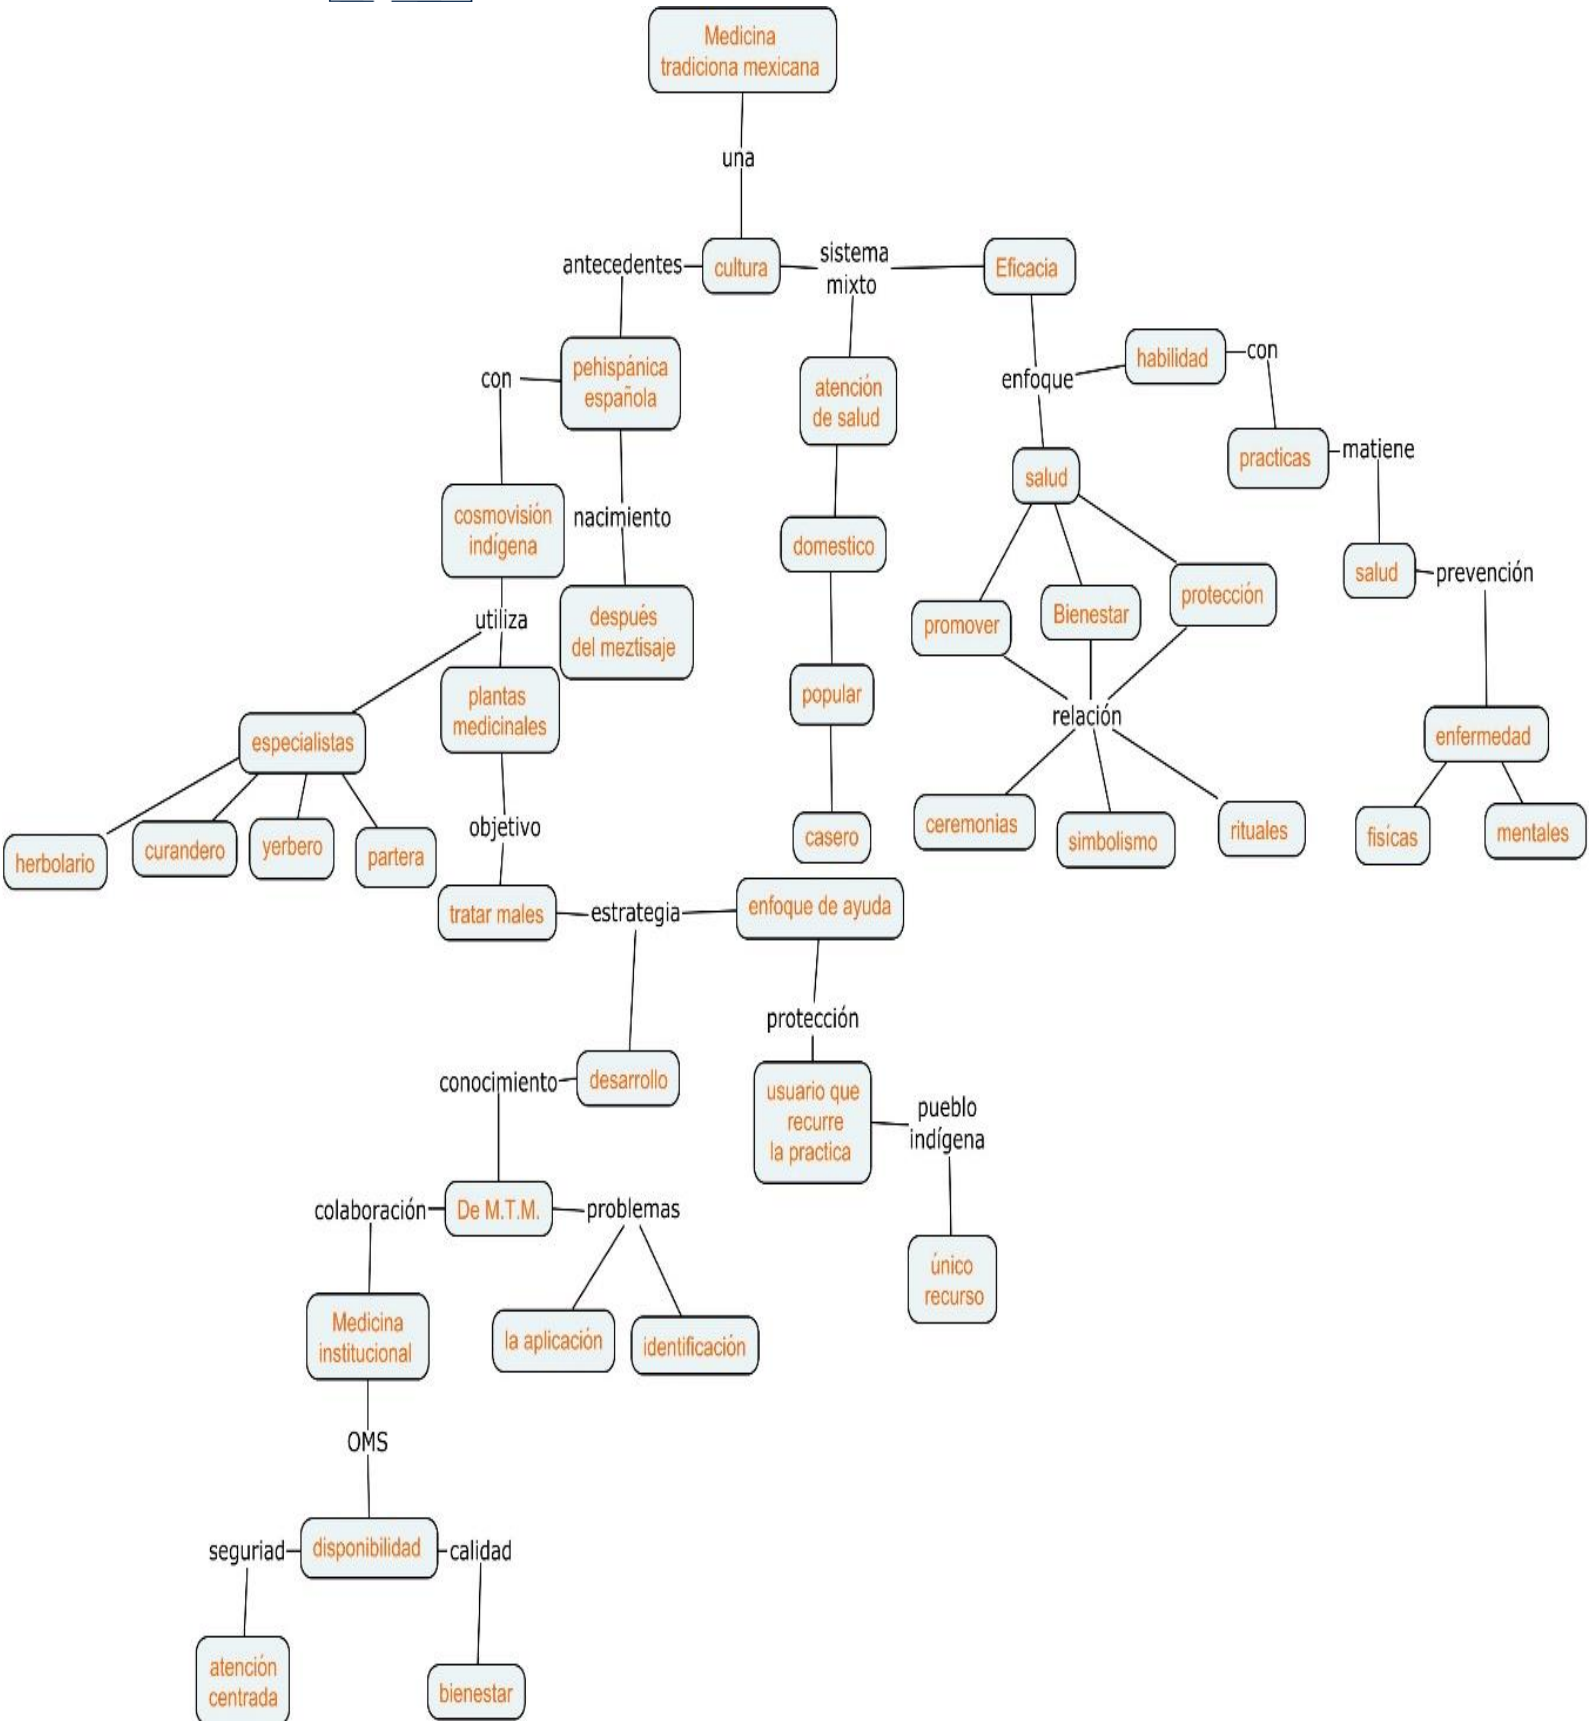 Medicina
tradiciona mexicana
una
antecedentes
cultura
sistema
mixto
Eficacia
pehispánica
española
con
atención
de salud
enfoque
habilidad
con
practicas
matiene
salud
cosmovisión
indígena
nacimiento
domestico
salud
prevención
utiliza
después
del meztisaje
promover
Bienestar
protección
plantas
medicinales
popular
relación
especialistas
enfermedad
herbolario
curandero
yerbero
partera
objetivo
casero
ceremonias
simbolismo
rituales
fisícas
mentales
tratar males
estrategia
enfoque de ayuda
protección
conocimiento
desarrollo
usuario que
recurre
la practica
pueblo
indígena
colaboración
De M.T.M.
problemas
único
recurso
Medicina
institucional
la aplicación
identificación
OMS
seguriad
disponibilidad
calidad
atención
centrada
bienestar